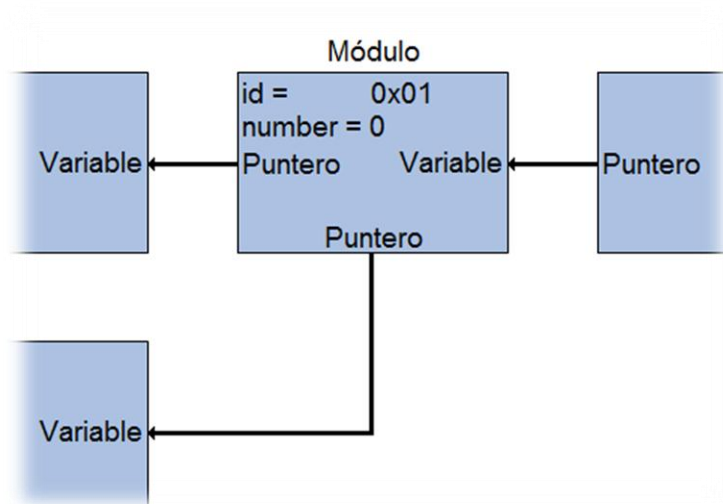 Módulo
id = 0x01
number = 0
Variable
Puntero
Variable
Puntero
Puntero
Variable